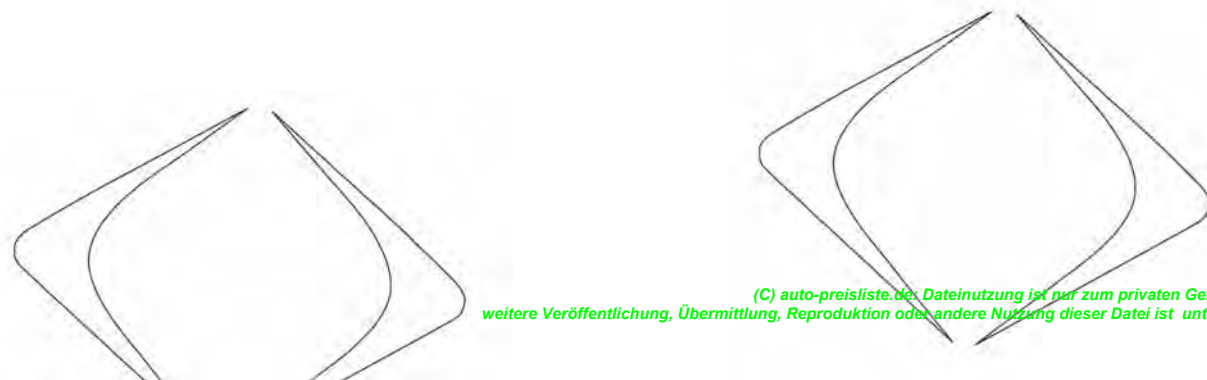 (C) auto-preisliste.de: Dateinutzung ist nur zum privaten
weitere Veröffentlichung, Übermittlung, Reproduktion oder andere Nutzung dieser Datei ist